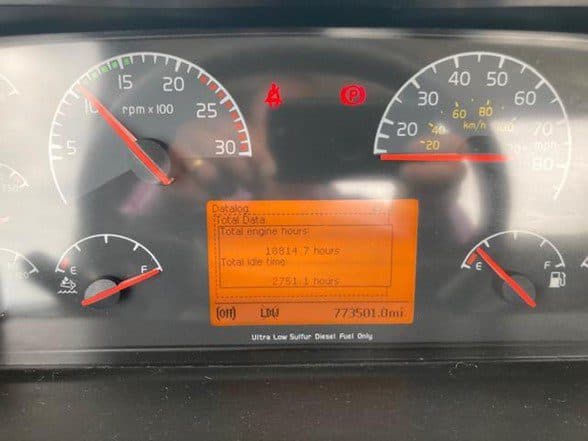 5 10 15 20 25 30
rpm x 100
20 30 40 50 60 70 80
mph
20 40 60 80 100
km/h
E F
E F
Datalog
Total Data
Total engine hours:
18814.7 hours
Total idle time:
2751.1 hours
LDW 773501.0mi
Ultra Low Sulfur Diesel Fuel Only